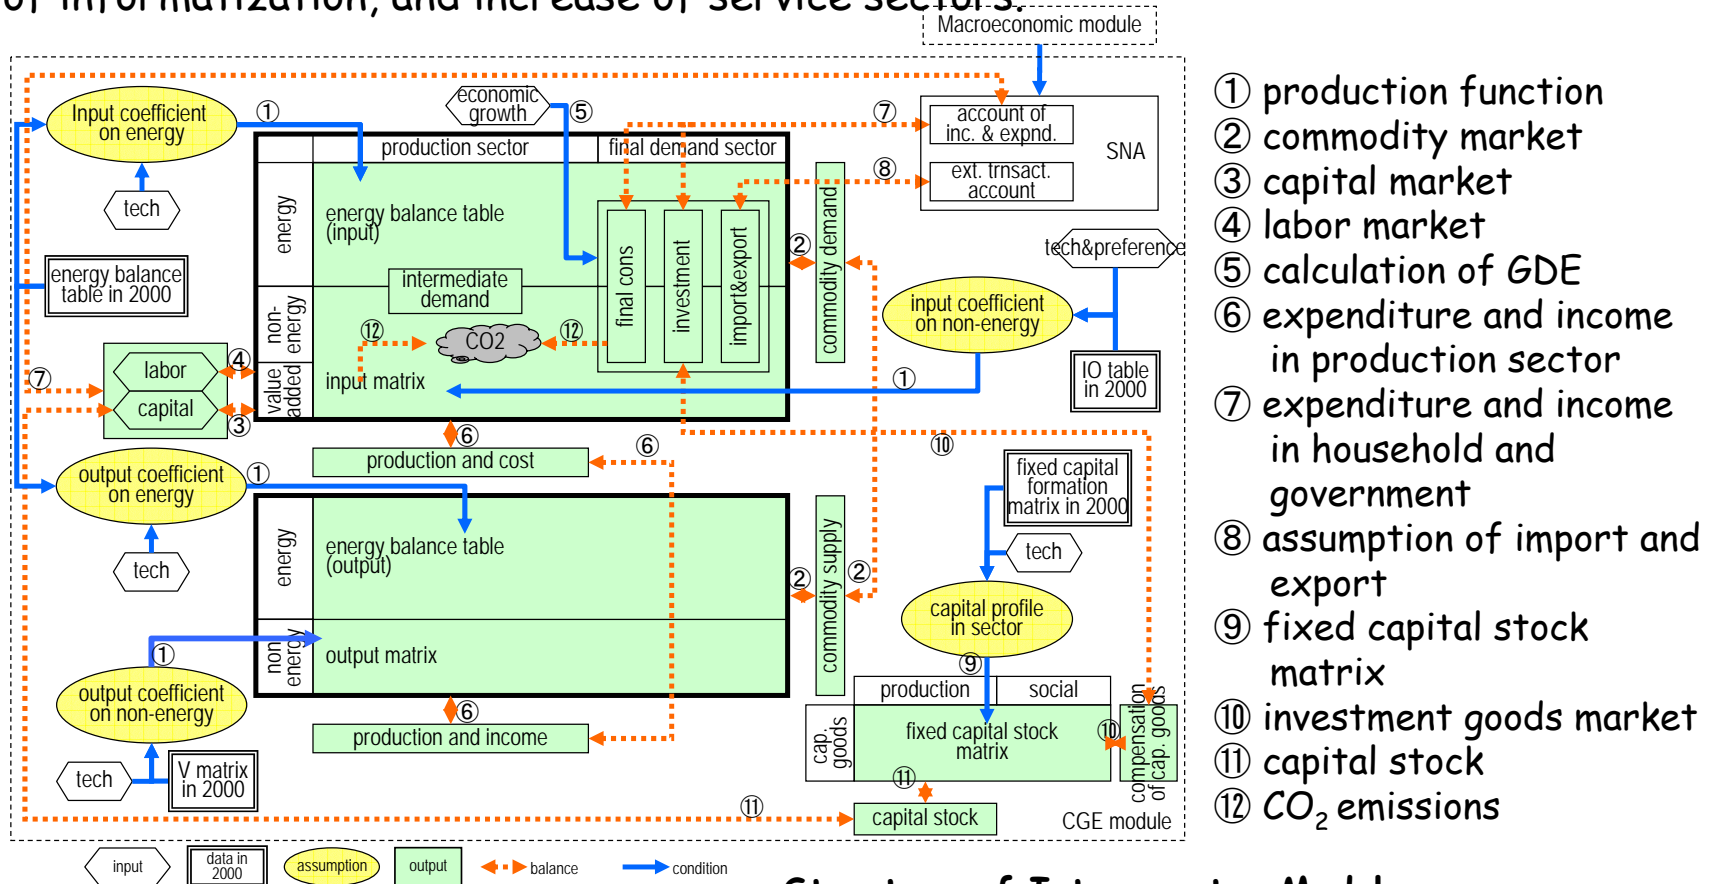 of informatization, and increase of service sectors.
Macroeconomic module
Input coefficient
on energy
①
economic
growth
⑤
⑦
account of
inc. & expnd.
SNA
production sector
final demand sector
⑧
ext. trnsact.
account
tech
energy
energy balance table
(input)
final cons
investment
import&export
②
commodity demand
tech&preference
energy balance
table in 2000
intermediate
demand
input coefficient
on non-energy
non-
energy
⑫
CO2
⑫
labor
④
⑦
capital
③
value
added
input matrix
①
IO table
in 2000
⑥
⑥
⑩
production and cost
output coefficient
on energy
①
fixed capital
formation
matrix in 2000
tech
energy
energy balance table
(output)
②
commodity supply
②
tech
capital profile
in sector
①
non
energy
output matrix
⑨
output coefficient
on non-energy
⑥
production and income
production
social
cap.
goods
fixed capital stock
matrix
⑩
compensation
of cap. goods
tech
V matrix
in 2000
⑪
⑪
capital stock
CGE module
input
data in
2000
assumption
output
balance
condition
① production function
② commodity market
③ capital market
④ labor market
⑤ calculation of GDE
⑥ expenditure and income
in production sector
⑦ expenditure and income
in household and
government
⑧ assumption of import and
export
⑨ fixed capital stock
matrix
⑩ investment goods market
⑪ capital stock
⑫ CO2 emissions